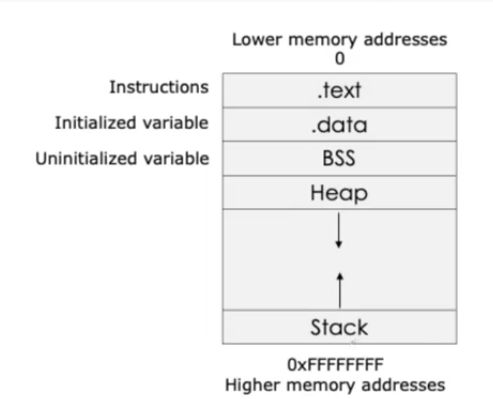 Lower memory addresses
0
Instructions
.text
Initialized variable
.data
Uninitialized variable
BSS
Heap
Stack
0xFFFFFFFF
Higher memory addresses